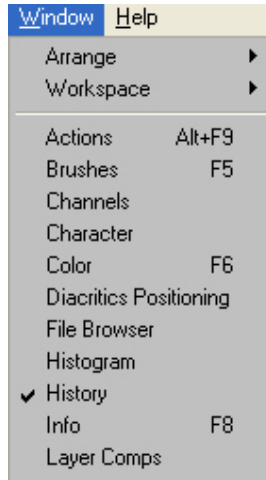 Window Help
Arrange
Workspace
Actions Alt+F9
Brushes F5
Channels
Character
Color F6
Diacritics Positioning
File Browser
Histogram
History
Info F8
Layer Comps